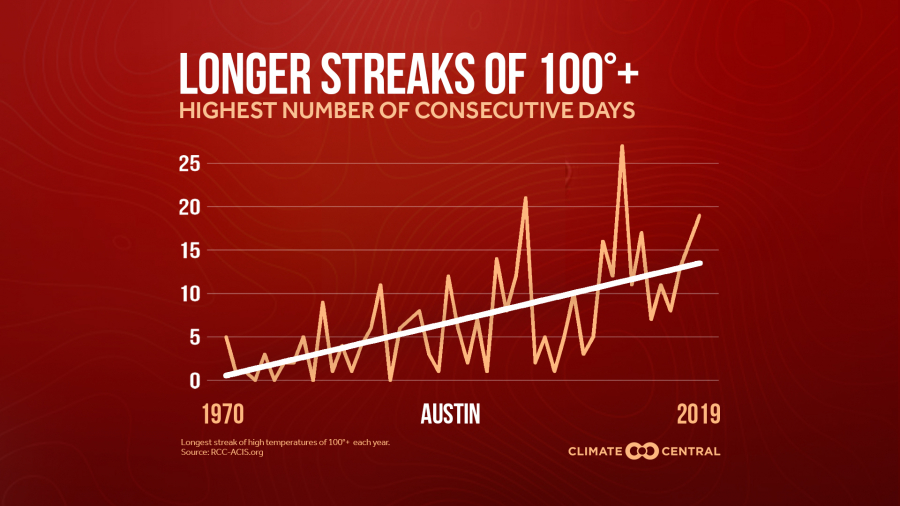 LONGER STREAKS OF 100°+
HIGHEST NUMBER OF CONSECUTIVE DAYS
25
20
15
10
5
0
1970 AUSTIN 2019
Longest streak of high temperatures of 100°+ each year.
Source: RCC-ACIS.org
CLIMATE CENTRAL